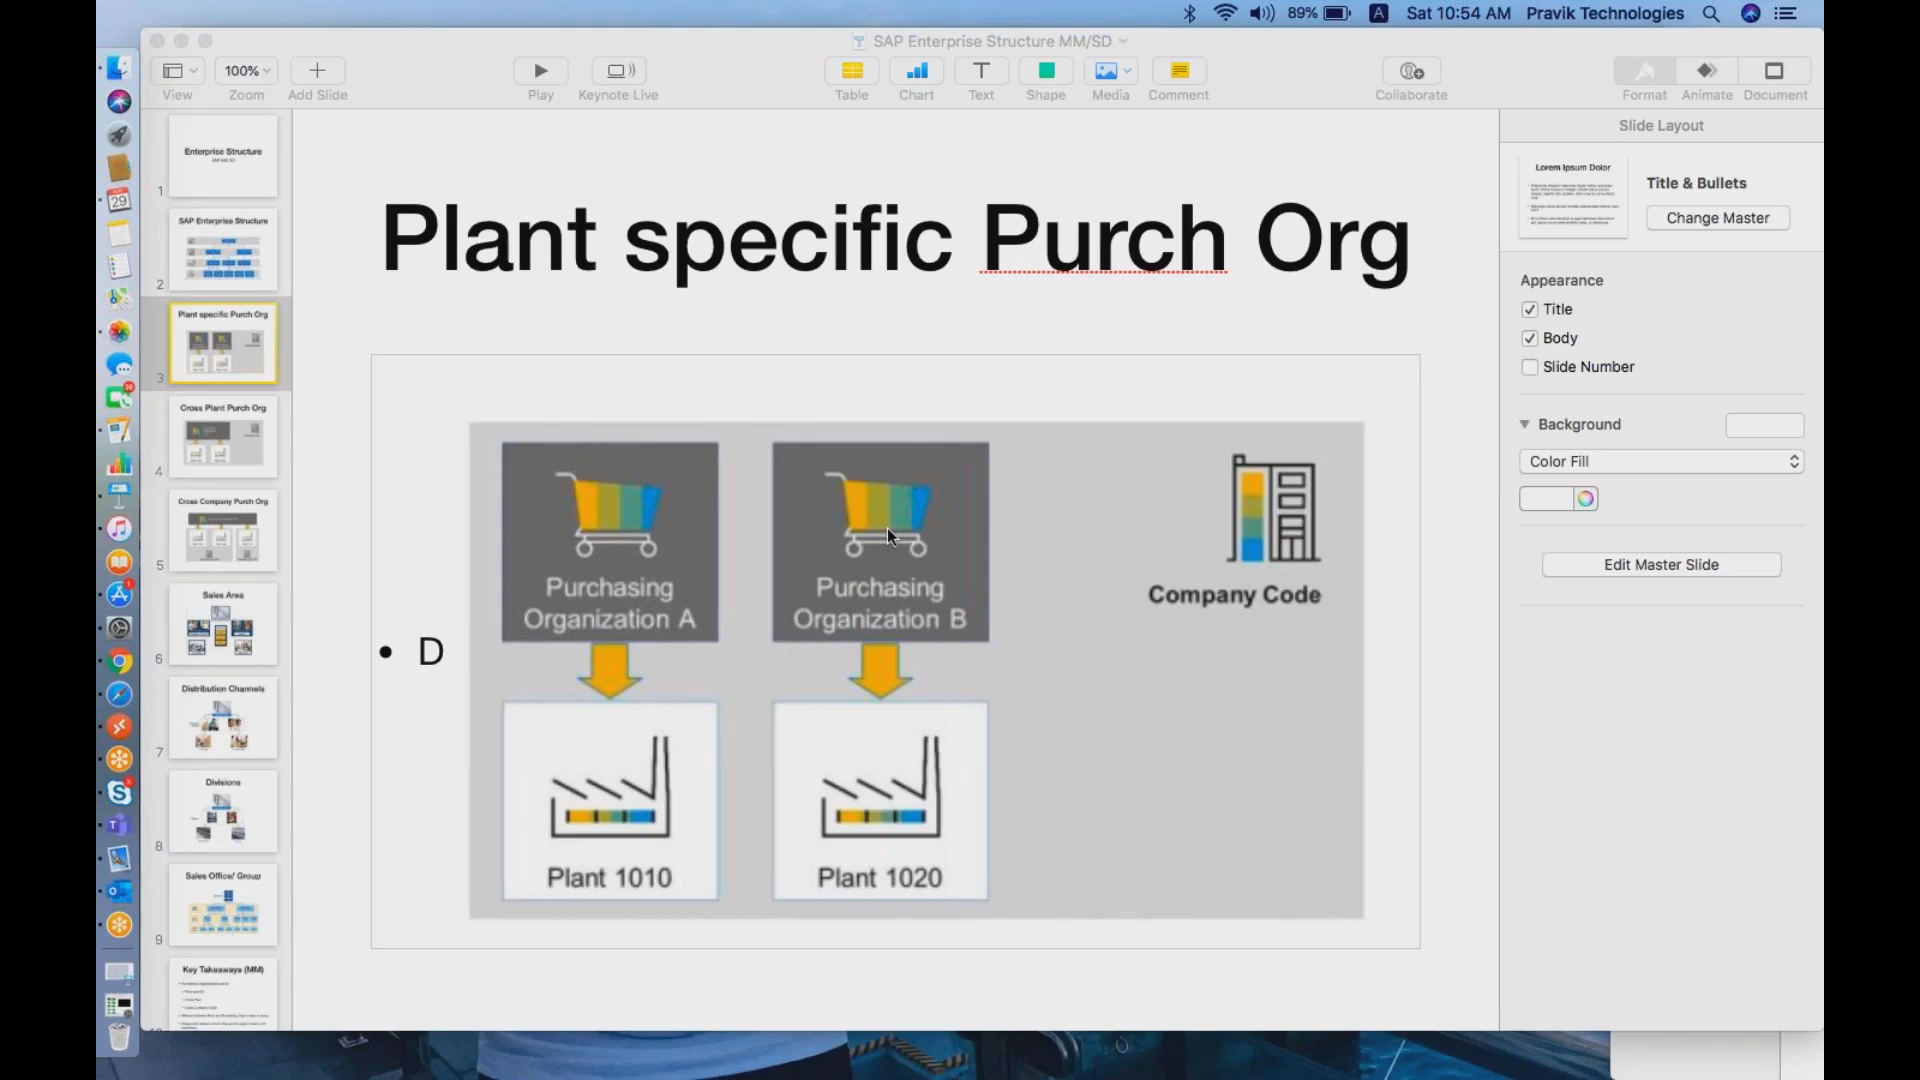 89%
A
Sat 10:54 AM
Pravik Technologies
SAP Enterprise Structure MM/SD
100%
View
Zoom
Add Slide
Play
Keynote Live
Table
Chart
Text
Shape
Media
Comment
Collaborate
Format
Animate
Document
Enterprise Structure
1
SAP Enterprise Structure
2
Plant specific Purch Org
3
Cross Plant Purch Org
4
Cross Company Purch Org
5
Sales Area
6
Distribution Channels
7
Divisions
8
Sales Office/ Group
9
Key Takeaways (MM)
Plant specific Purch Org
• D
Purchasing
Organization A
Purchasing
Organization B
Company Code
Plant 1010
Plant 1020
Slide Layout
Lorem Ipsum Dolor
Title & Bullets
Change Master
Appearance
Title
Body
Slide Number
Background
Color Fill
Edit Master Slide
29